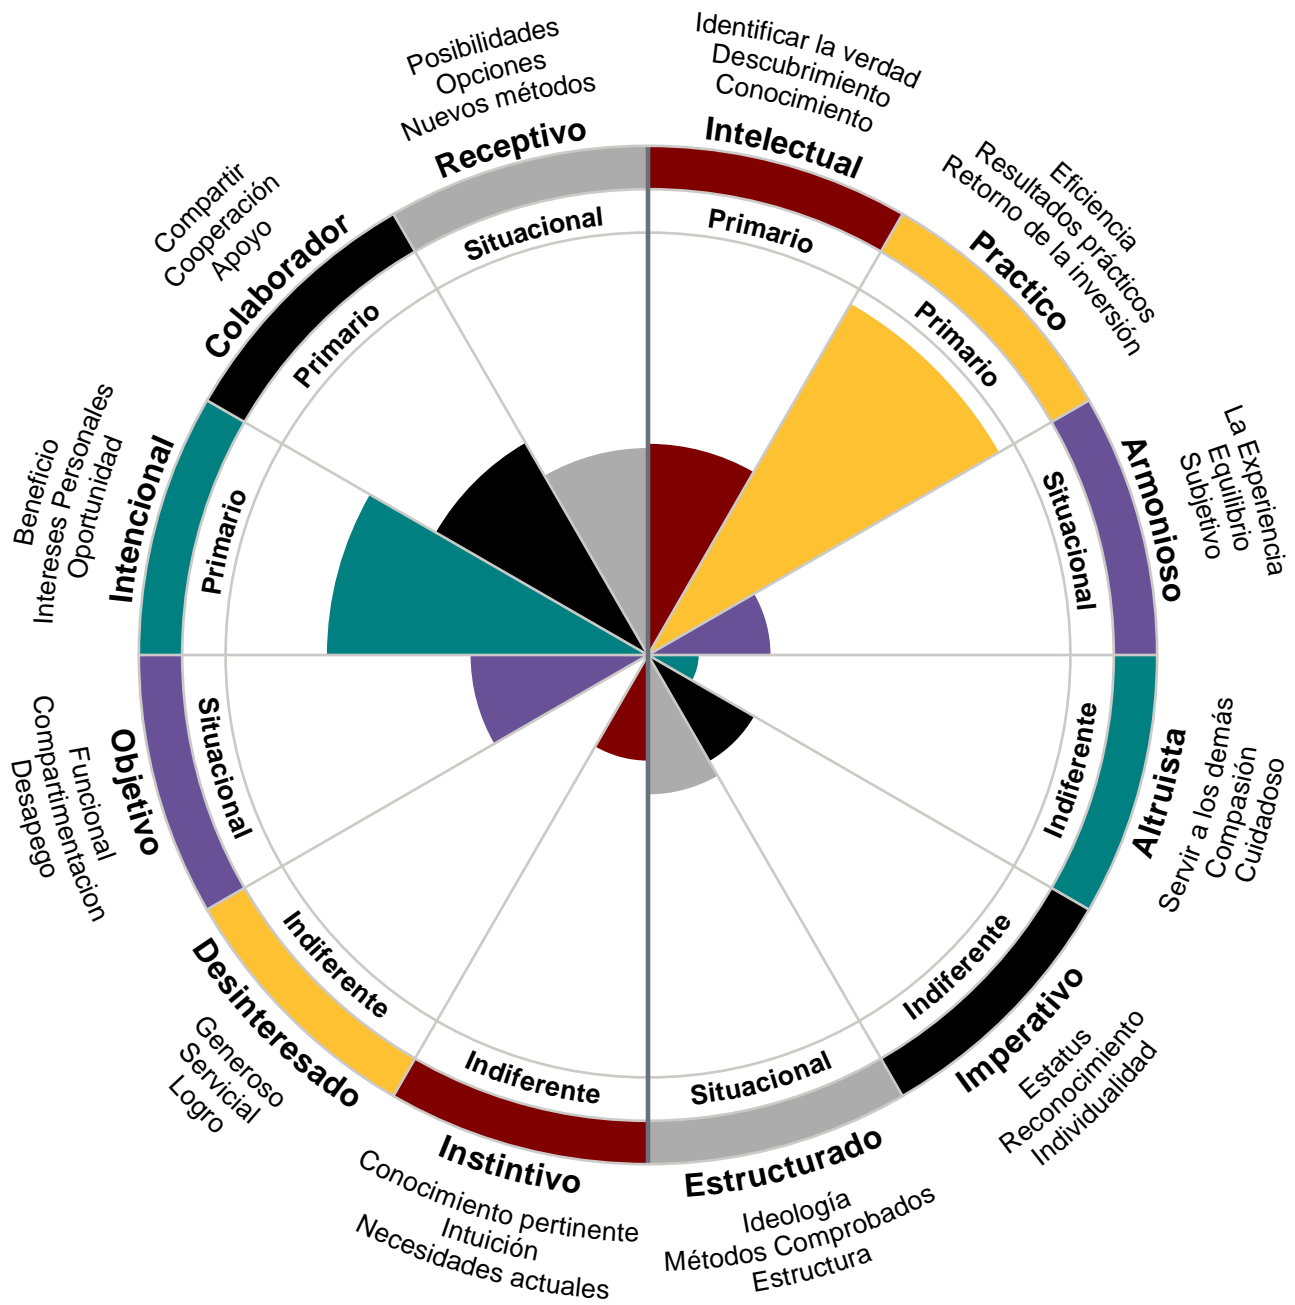 Identificar la verdad
Descubrimiento
Conocimiento
Intelectual
Primario
Eficiencia
Resultados prácticos
Retorno de la inversión
Practico
Primario
La Experiencia
Equilibrio
Subjetivo
Armonioso
Situacional
Servir a los demás
Compasión
Cuidadoso
Altruista
Indiferente
Estatus
Reconocimiento
Individualidad
Imperativo
Indiferente
Situacional
Estructurado
Ideología
Métodos Comprobados
Estructura
Indiferente
Instintivo
Conocimiento pertinente
Intuición
Necesidades actuales
Indiferente
Desinteresado
Generoso
Servicial
Logro
Situacional
Objetivo
Funcional
Compartimentacion
Desapego
Beneficio
Intereses Personales
Oportunidad
Intencional
Primario
Compartir
Cooperación
Apoyo
Colaborador
Primario
Posibilidades
Opciones
Nuevos métodos
Receptivo
Situacional